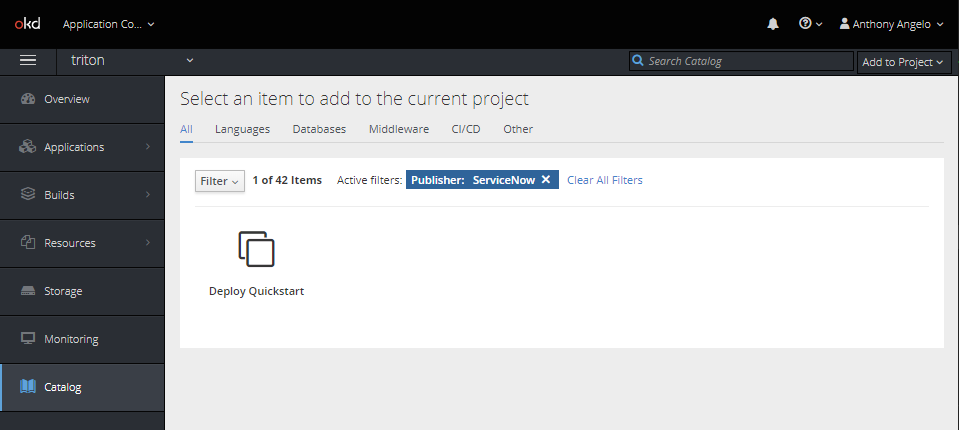 okd Application Co... Anthony Angelo
triton Search Catalog Add to Project
Overview
Applications
Builds
Resources
Storage
Monitoring
Catalog
Select an item to add to the current project
All Languages Databases Middleware CI/CD Other
Filter 1 of 42 Items Active filters: Publisher: ServiceNow Clear All Filters
Deploy Quickstart